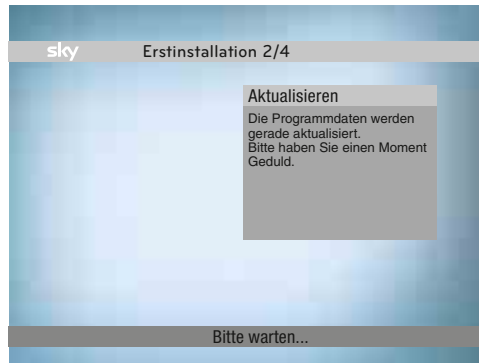 sky Erstinstallation 2/4
Aktualisieren
Die Programmdaten werden
gerade aktualisiert.
Bitte haben Sie einen Moment
Geduld.
Bitte warten...